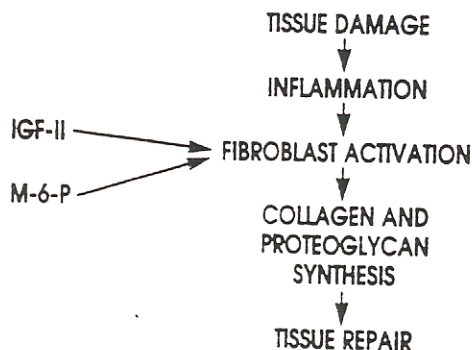 TISSUE DAMAGE
INFLAMMATION
IGF-II
FIBROBLAST ACTIVATION
M-6-P
COLLAGEN AND
PROTEOGLYCAN
SYNTHESIS
TISSUE REPAIR